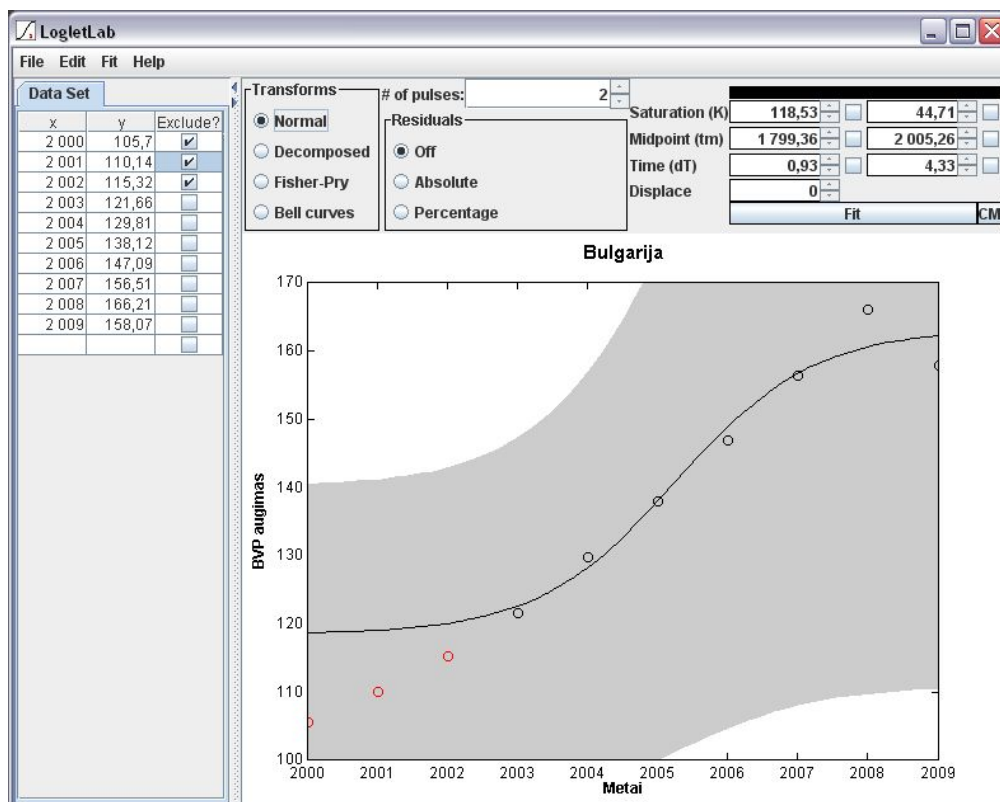 LogletLab
File Edit Fit Help
Data Set
x y Exclude?
2 000 105,7
2 001 110,14
2 002 115,32
2 003 121,66
2 004 129,81
2 005 138,12
2 006 147,09
2 007 156,51
2 008 166,21
2 009 158,07
Transforms
Normal
Decomposed
Fisher-Pry
Bell curves
# of pulses: 2
Residuals
Off
Absolute
Percentage
Saturation (K) 118,53 44,71
Midpoint (tm) 1 799,36 2 005,26
Time (dT) 0,93 4,33
Displace 0
Fit CM
Bulgarija
170
160
150
140
130
120
110
100
BVP augimas
2000 2001 2002 2003 2004 2005 2006 2007 2008 2009
Metai